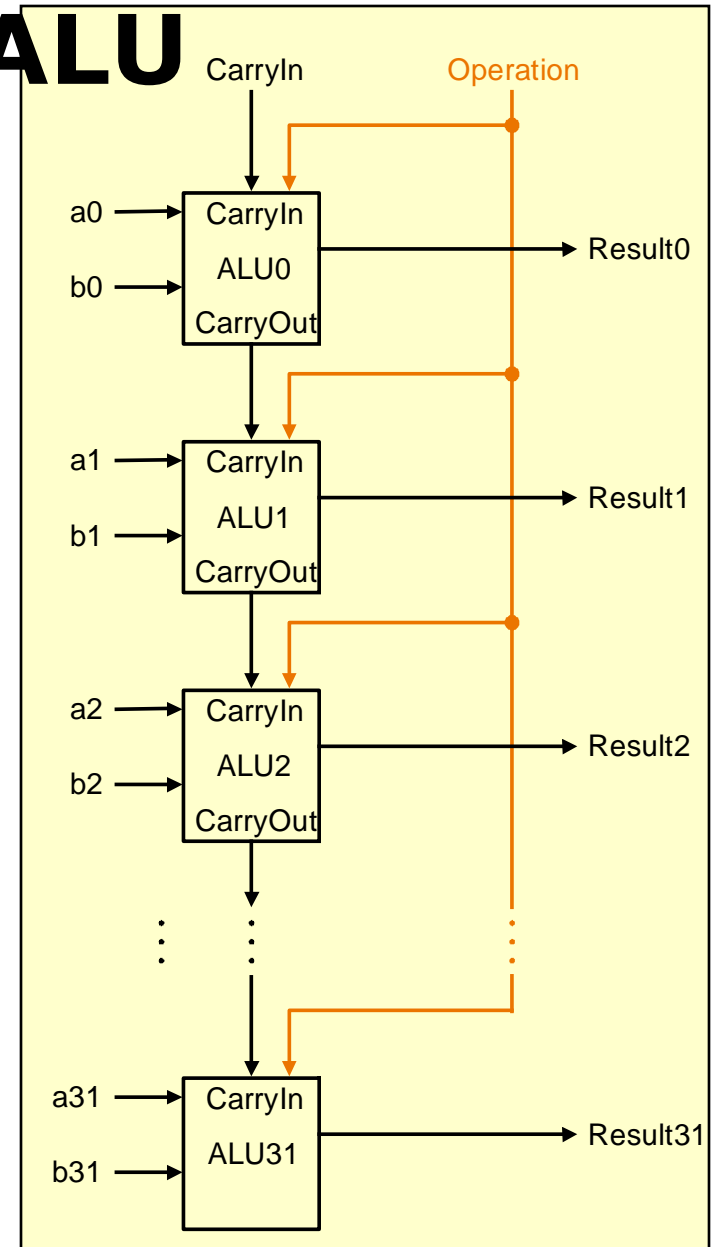 ALU
CarryIn Operation
a0 CarryIn
ALU0 Result0
b0
CarryOut
a1 CarryIn
ALU1 Result1
b1
CarryOut
a2 CarryIn
ALU2 Result2
b2
CarryOut
a31 CarryIn
ALU31 Result31
b31